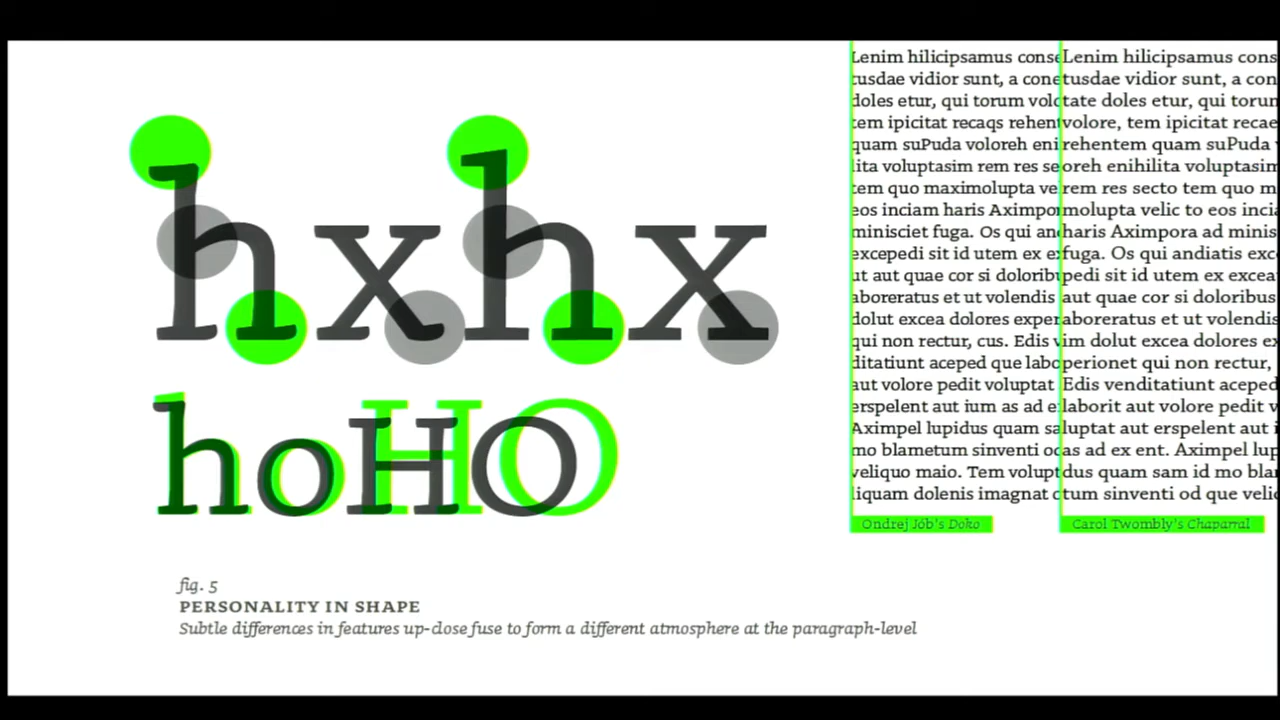 hxhx
hoHO
fig. 5
PERSONALITY IN SHAPE
Subtle differences in features up-close fuse to form a different atmosphere at the paragraph-level
Lenim hilicipsamus conse
tusdae vidior sunt, a cone
doles etur, qui torum volo
tem ipicitat recaqs rehent
quam suPuda voloreh eni
lita voluptasim rem res se
tem quo maximolupta ve
eos inciam haris Aximpor
minisciet fuga. Os qui and
excepedi sit id utem ex ex
ut aut quae cor si doloribu
aboreratus et ut volendis
dolut excea dolores exper
qui non rectur, cus. Edis v
ditatiunt aceped que labo
aut volore pedit voluptat
erspelent aut ium as ad e
Aximpel lupidus quam sa
mo blametum sinventi od
veliquo maio. Tem volupt
liquam dolenis imagnat
Ondrej Jób's Doko
Lenim hilicipsamus cons
tusdae vidior sunt, a con
tate doles etur, qui torun
volore, tem ipicitat recae
rehentem quam suPuda
oreh enihilita voluptasim
rem res secto tem quo m
molupta velic to eos inci
haris Aximpora ad minis
fuga. Os qui andiatis exc
pedi sit id utem ex excea
aut quae cor si doloribus
aboreratus et ut volendis
im dolut excea dolores ex
perionet qui non rectur,
Edis venditatiunt aceped
laborit aut volore pedit v
luptat aut erspelent aut i
as ad ex ent. Aximpel lup
dus quam sam id mo blar
tum sinventi od que velic
Carol Twombly's Chaparral